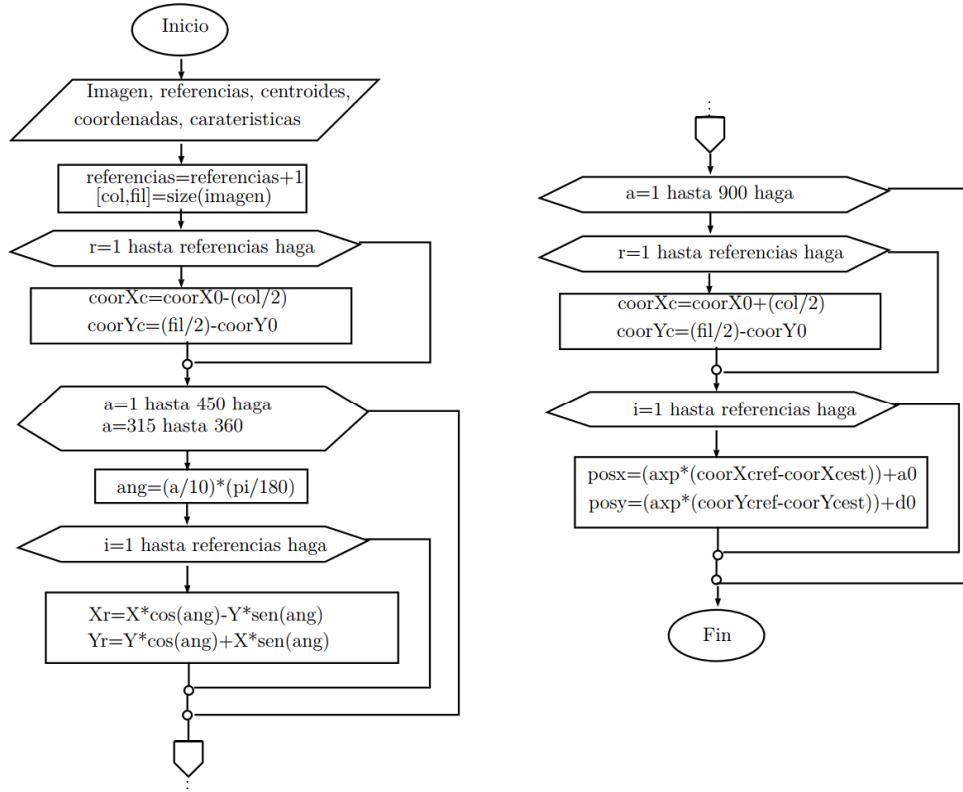 Inicio
Imagen, referencias, centroides,
coordenadas, carateristicas
referencias=referencias+1
[col,fil]=size(imagen)
r=1 hasta referencias haga
coorXc=coorX0-(col/2)
coorYc=(fil/2)-coorY0
a=1 hasta 450 haga
a=315 hasta 360
ang=(a/10)*(pi/180)
i=1 hasta referencias haga
Xr=X*cos(ang)-Y*sen(ang)
Yr=Y*cos(ang)+X*sen(ang)
a=1 hasta 900 haga
r=1 hasta referencias haga
coorXc=coorX0+(col/2)
coorYc=(fil/2)-coorY0
i=1 hasta referencias haga
posx=(axp*(coorXcref-coorXcest))+a0
posy=(axp*(coorYcref-coorYcest))+d0
Fin